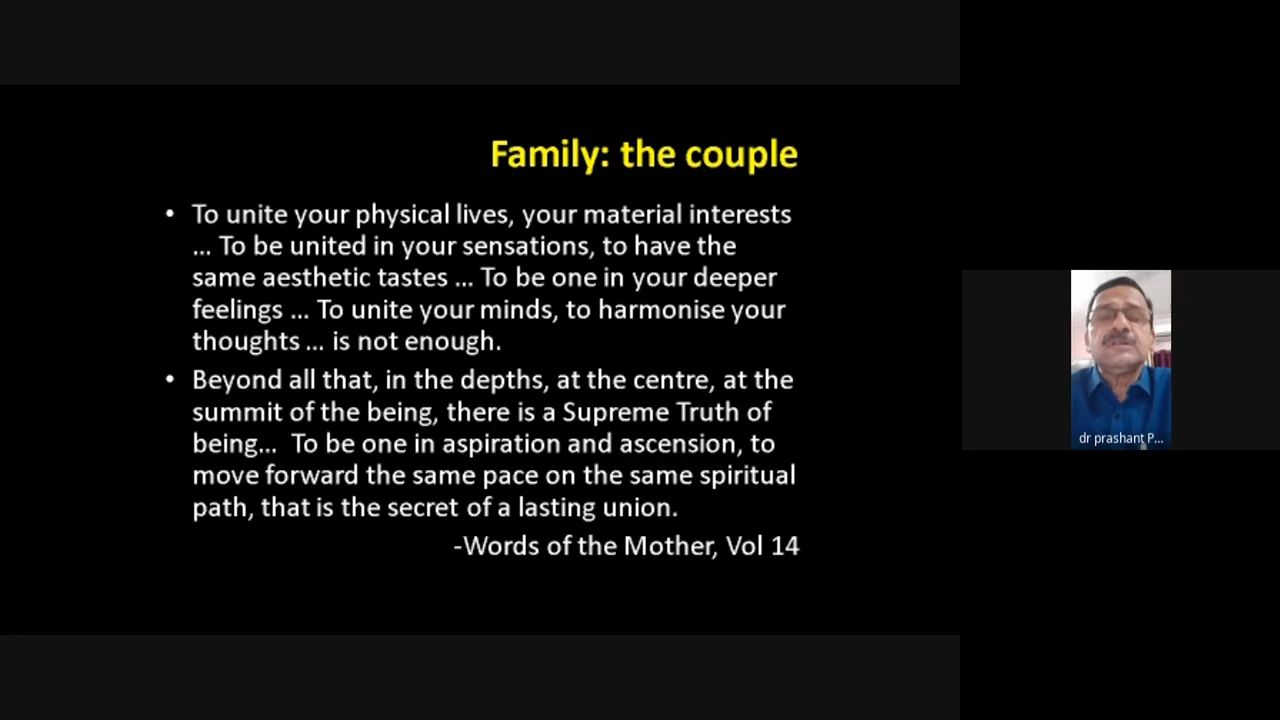 Family: the couple
• To unite your physical lives, your material interests
... To be united in your sensations, to have the
same aesthetic tastes ... To be one in your deeper
feelings ... To unite your minds, to harmonise your
thoughts ... is not enough.
• Beyond all that, in the depths, at the centre, at the
summit of the being, there is a Supreme Truth of
being... To be one in aspiration and ascension, to
move forward the same pace on the same spiritual
path, that is the secret of a lasting union.
-Words of the Mother, Vol 14
dr prashant P...